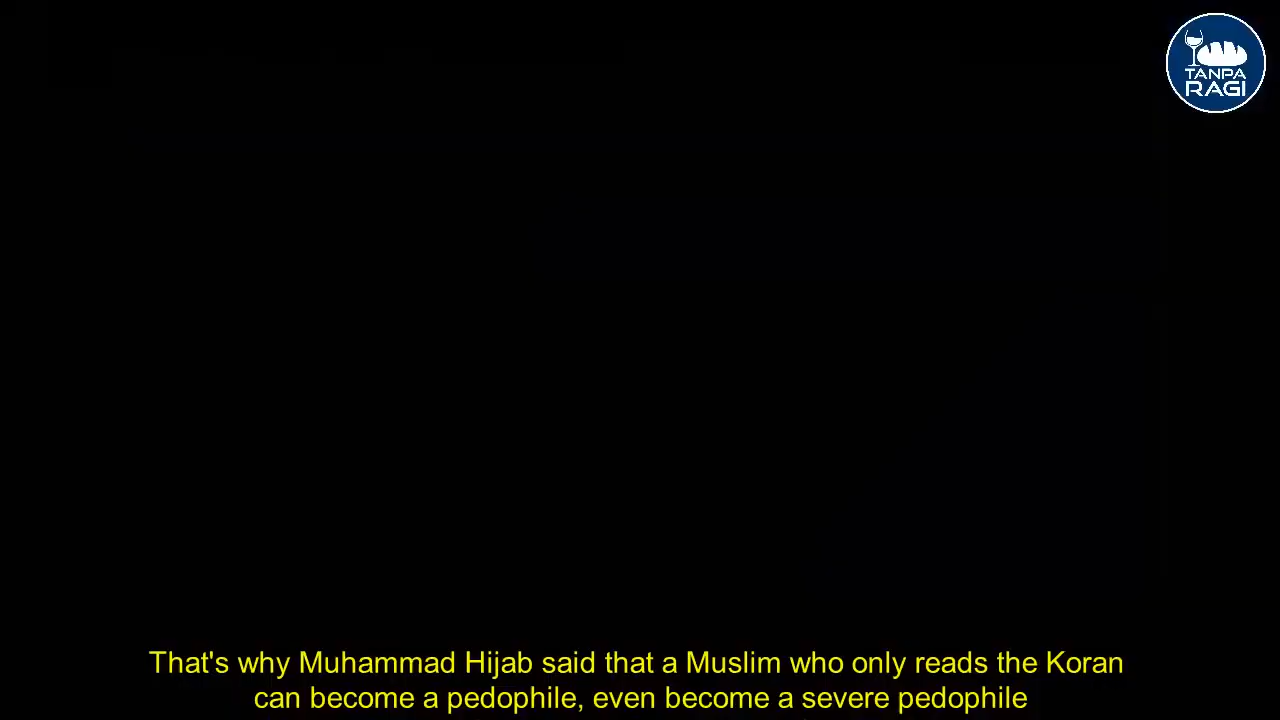 TANPA
RAGI
That's why Muhammad Hijab said that a Muslim who only reads the Koran
can become a pedophile, even become a severe pedophile